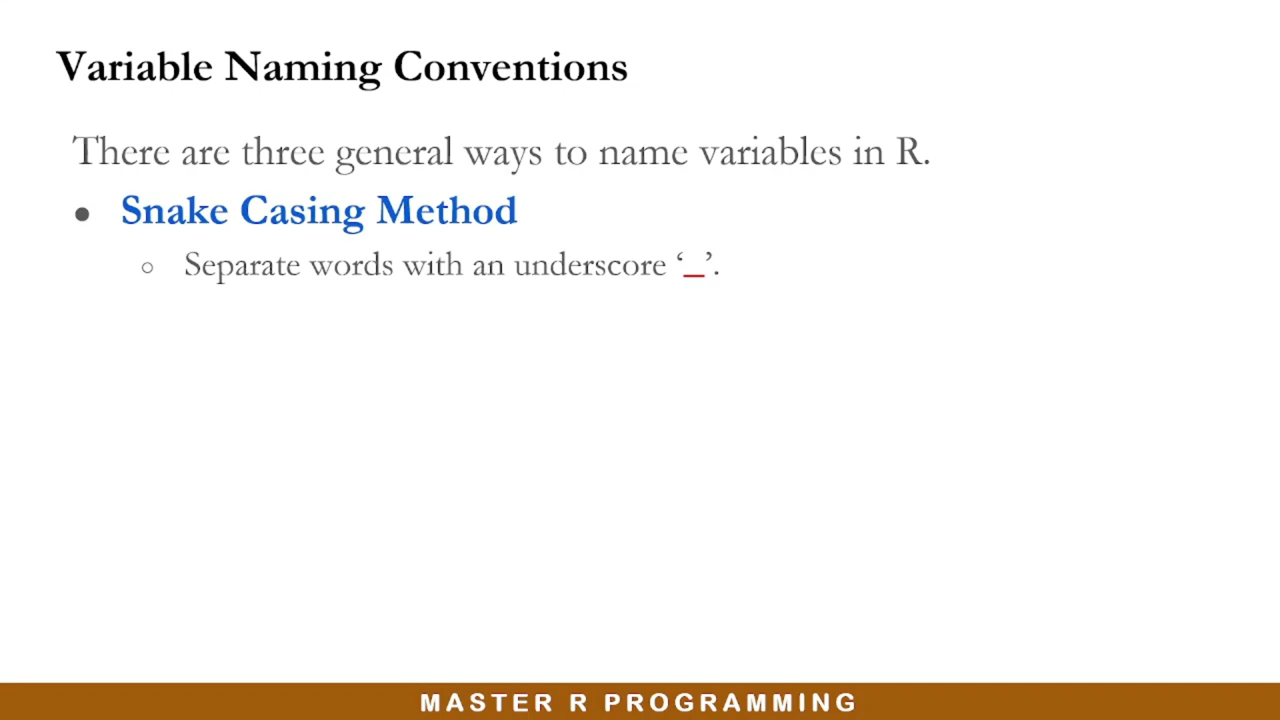 Variable Naming Conventions
There are three general ways to name variables in R.
● Snake Casing Method
○ Separate words with an underscore ‘_’.
MASTER R PROGRAMMING